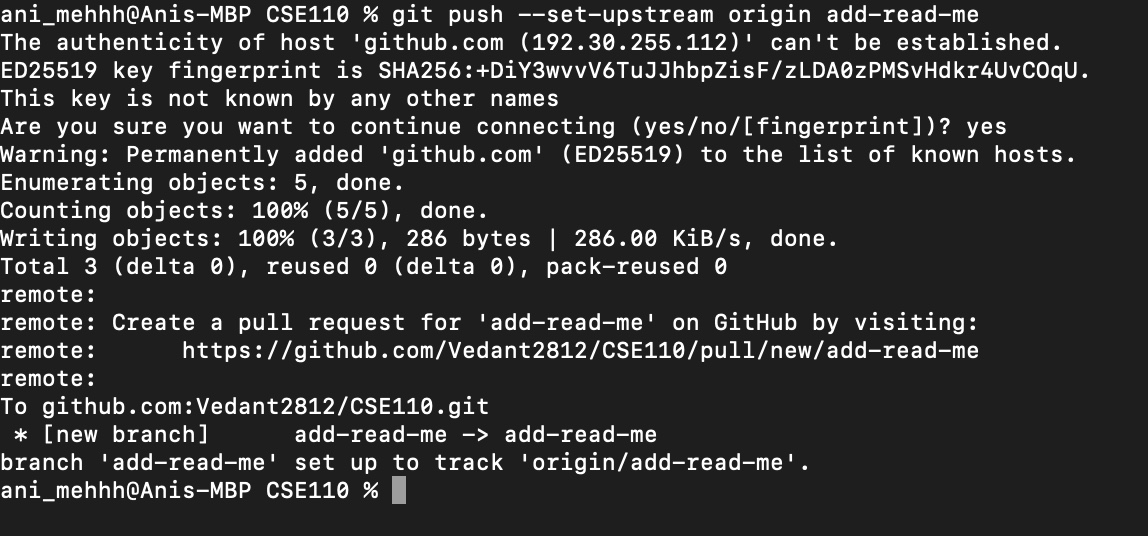 ani_mehhh@Anis-MBP CSE110 % git push --set-upstream origin add-read-me
The authenticity of host 'github.com (192.30.255.112)' can't be established.
ED25519 key fingerprint is SHA256:+DiY3wvvV6TuJJhbpZisF/zLDA0zPMSvHdkr4UvCOqU.
This key is not known by any other names
Are you sure you want to continue connecting (yes/no/[fingerprint])? yes
Warning: Permanently added 'github.com' (ED25519) to the list of known hosts.
Enumerating objects: 5, done.
Counting objects: 100% (5/5), done.
Writing objects: 100% (3/3), 286 bytes | 286.00 KiB/s, done.
Total 3 (delta 0), reused 0 (delta 0), pack-reused 0
remote:
remote: Create a pull request for 'add-read-me' on GitHub by visiting:
remote:      https://github.com/Vedant2812/CSE110/pull/new/add-read-me
remote:
To github.com:Vedant2812/CSE110.git
 * [new branch]      add-read-me -> add-read-me
branch 'add-read-me' set up to track 'origin/add-read-me'.
ani_mehhh@Anis-MBP CSE110 %